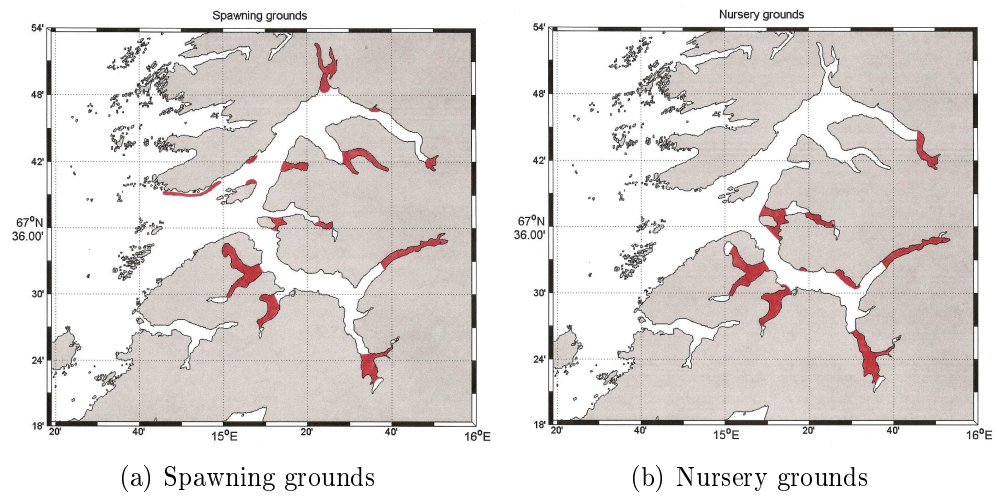 Spawning grounds
54'
48'
42'
67°N
36.00'
30'
24'
18'
20'
40'
15°E
20'
40'
16°E
(a) Spawning grounds
Nursery grounds
54'
48'
42'
67°N
36.00'
30'
24'
18'
20'
40'
15°E
20'
40'
16°E
(b) Nursery grounds